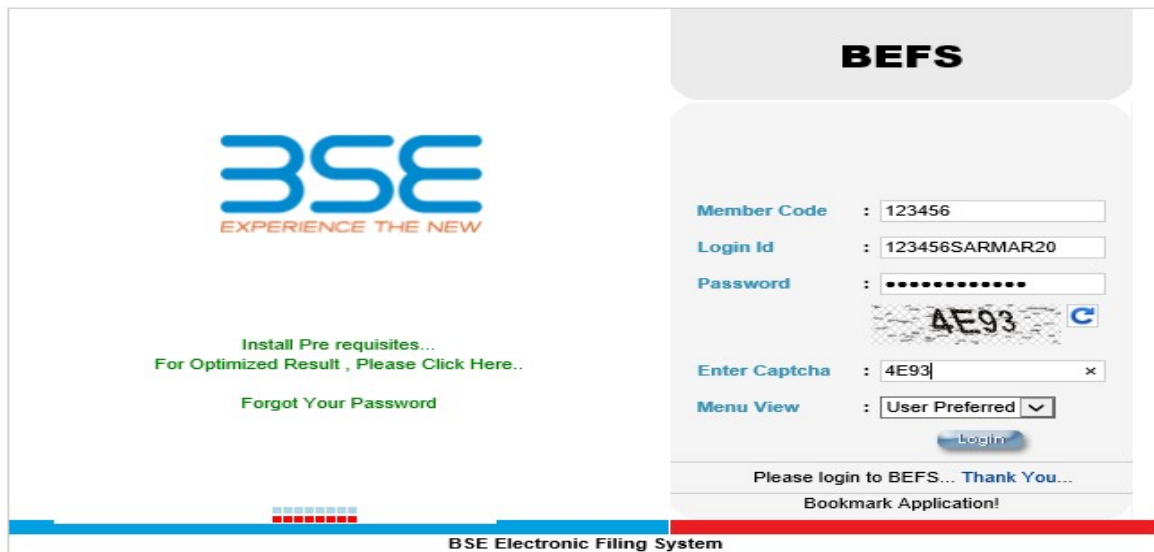 BEFS
BSE
EXPERIENCE THE NEW
Install Pre requisites...
For Optimized Result , Please Click Here..
Forgot Your Password
Member Code : 123456
Login Id : 123456SARMAR20
Password : ••••••••••••
4E93
Enter Captcha : 4E93 ×
Menu View : User Preferred
Login
Please login to BEFS... Thank You...
Bookmark Application!
BSE Electronic Filing System